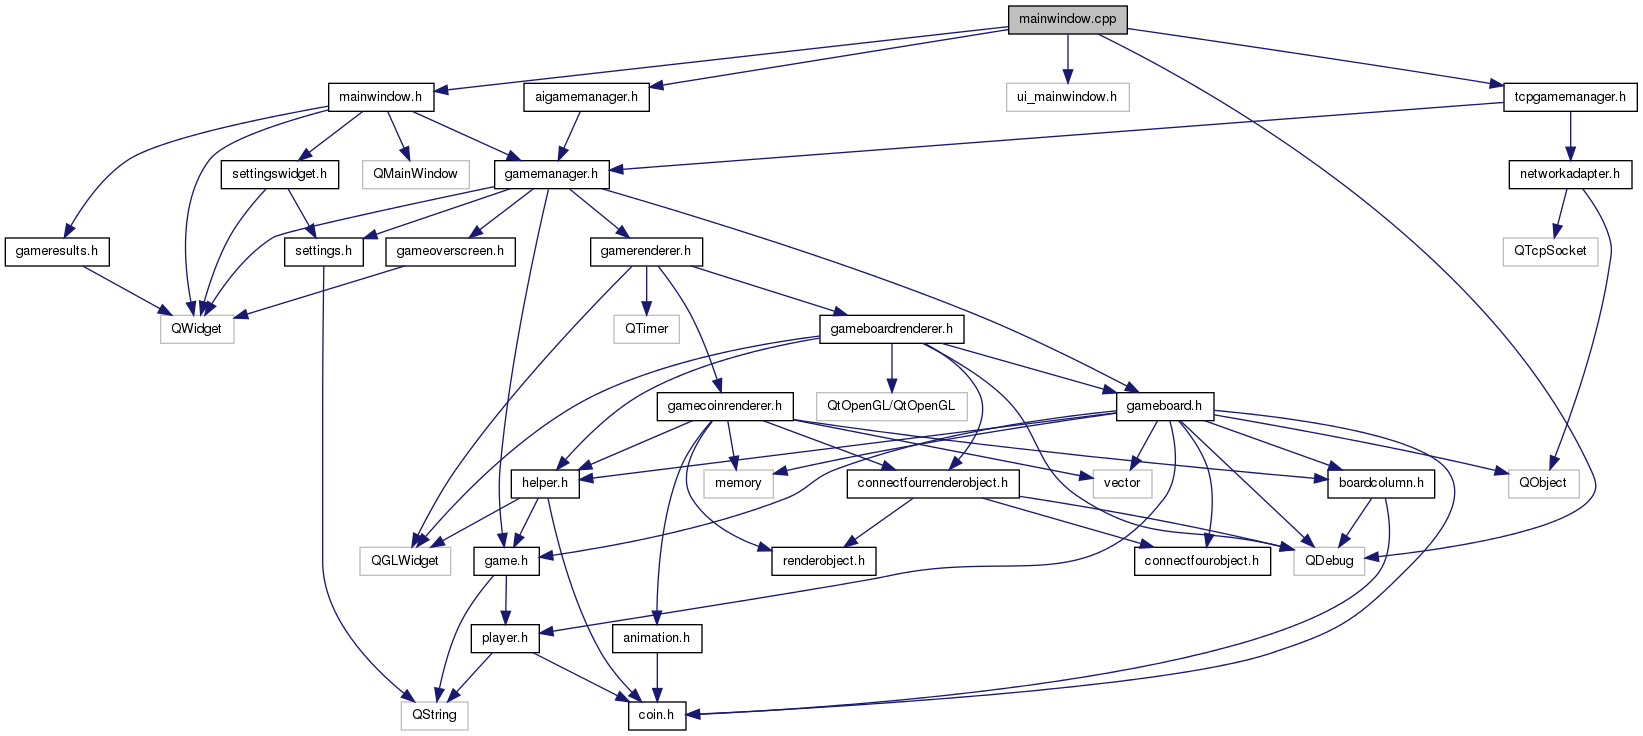 mainwindow.cpp
mainwindow.h
aigamemanager.h
ui_mainwindow.h
tcpgamemanager.h
settingswidget.h
QMainWindow
gamemanager.h
networkadapter.h
gameresults.h
settings.h
gameoverscreen.h
gamerenderer.h
QTcpSocket
QWidget
QTimer
gameboardrenderer.h
gamecoinrenderer.h
QtOpenGL/QtOpenGL
gameboard.h
helper.h
memory
connectfourrenderobject.h
vector
boardcolumn.h
QObject
QGLWidget
game.h
renderobject.h
connectfourobject.h
QDebug
player.h
animation.h
QString
coin.h